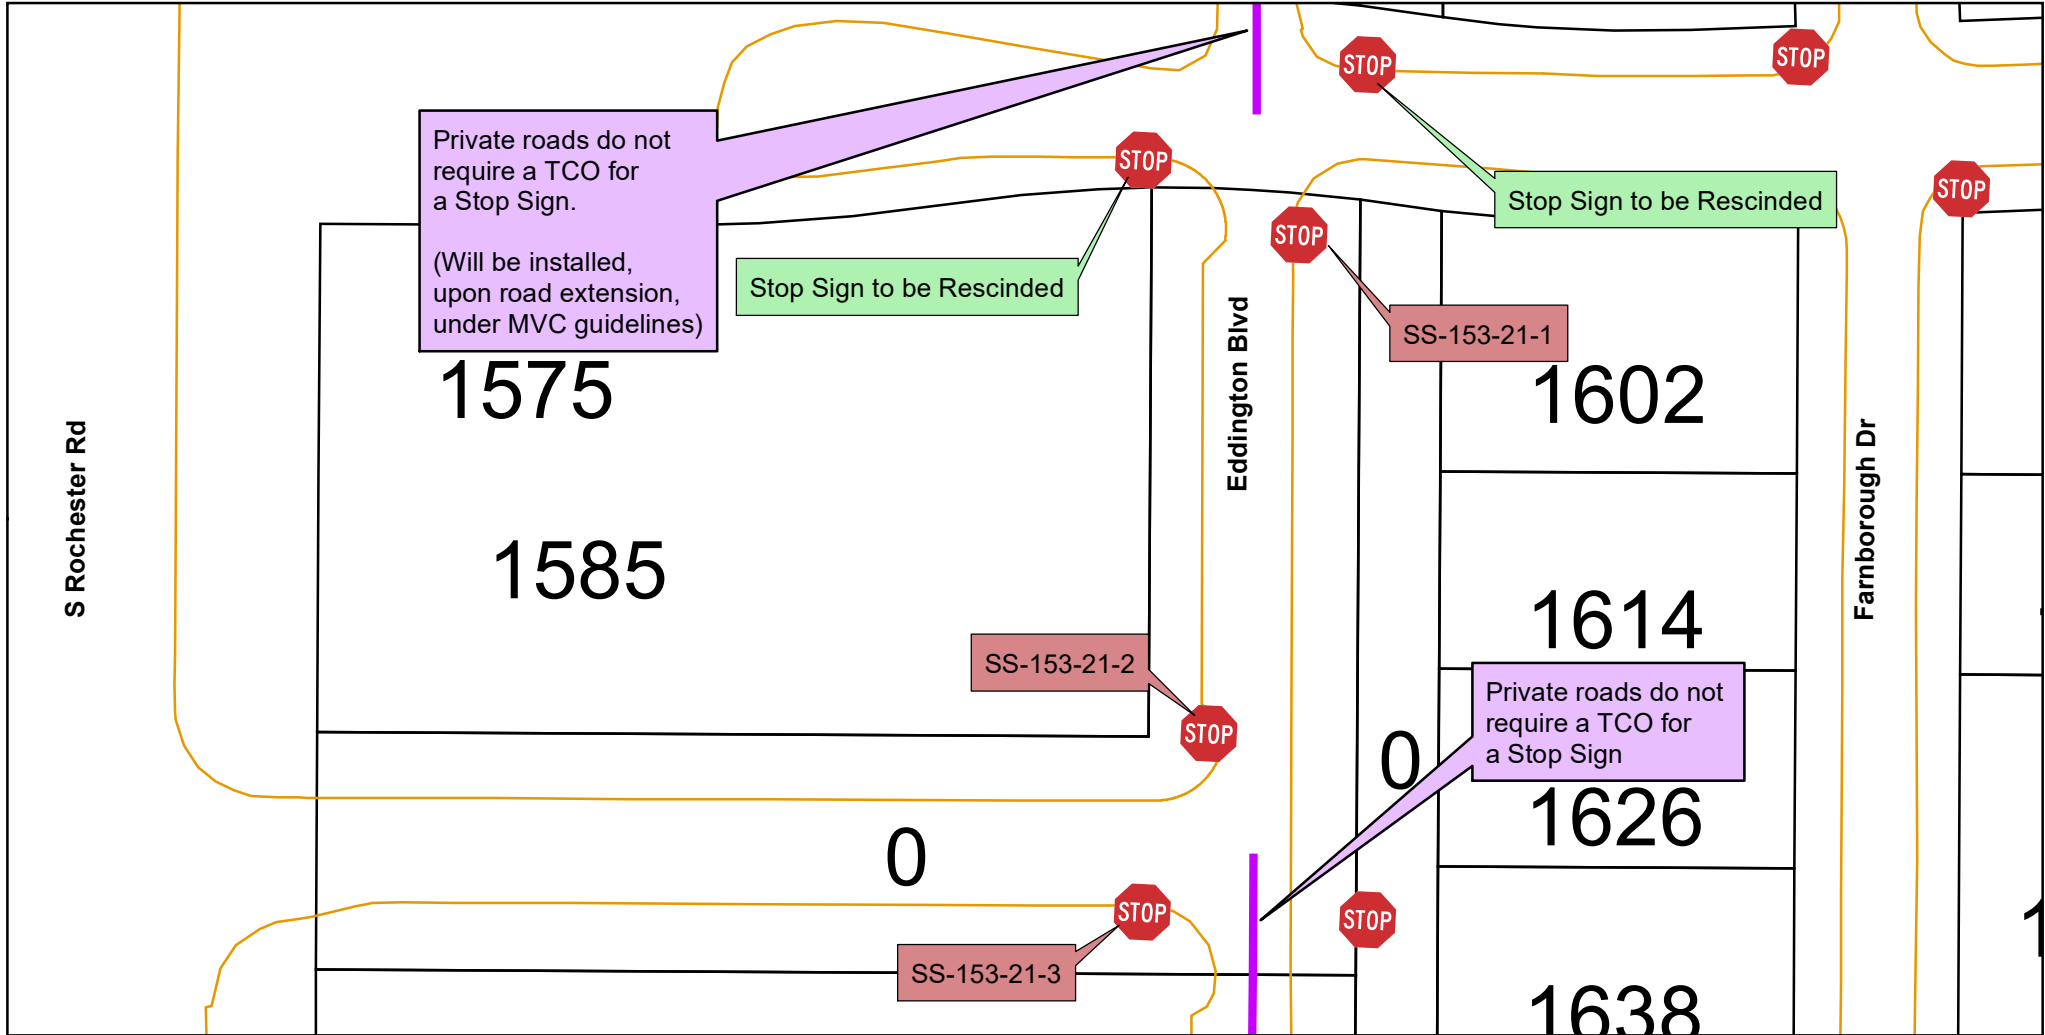 STOP
STOP
Private roads do not
require a TCO for
a Stop Sign.
(Will be installed,
upon road extension,
under MVC guidelines)
STOP
STOP
Stop Sign to be Rescinded
STOP
Stop Sign to be Rescinded
SS-153-21-1
1575
1602
Eddington Blvd
S Rochester Rd
Farnborough Dr
1585
1614
SS-153-21-2
STOP
Private roads do not
require a TCO for
a Stop Sign
0
1626
0
STOP
STOP
SS-153-21-3
1638